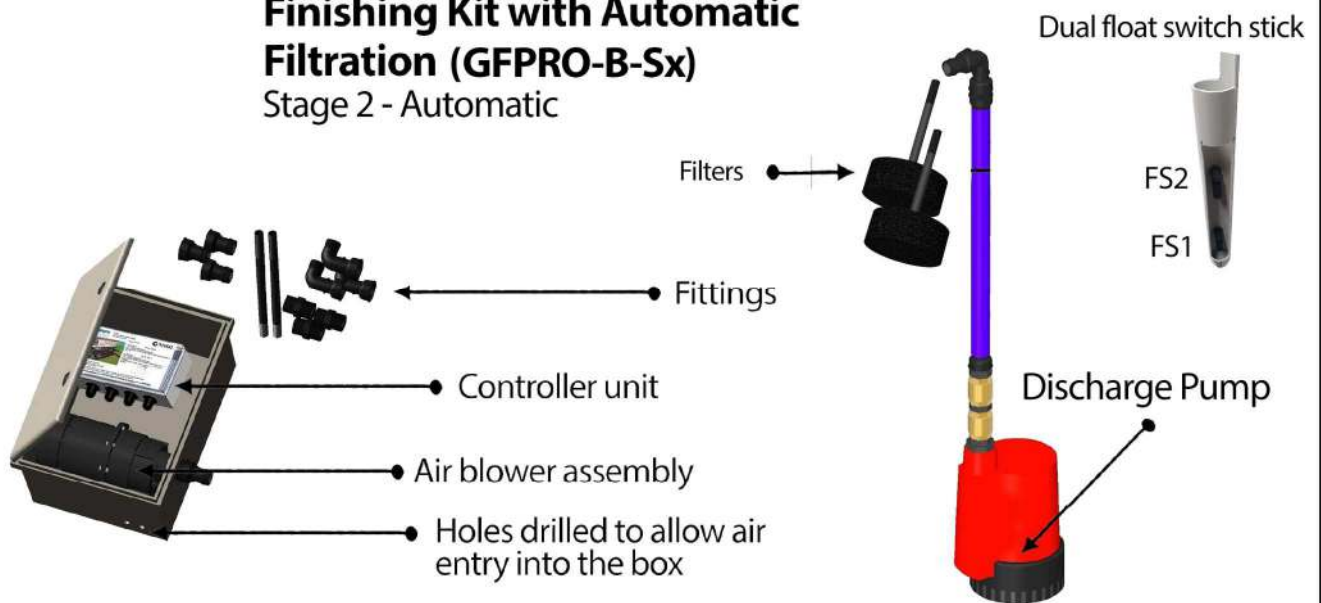 Finishing Kit with Automatic
Filtration (GFPRO-B-Sx)
Stage 2 - Automatic
Dual float switch stick
Filters
FS2
FS1
Fittings
Controller unit
Discharge Pump
Air blower assembly
Holes drilled to allow air
entry into the box